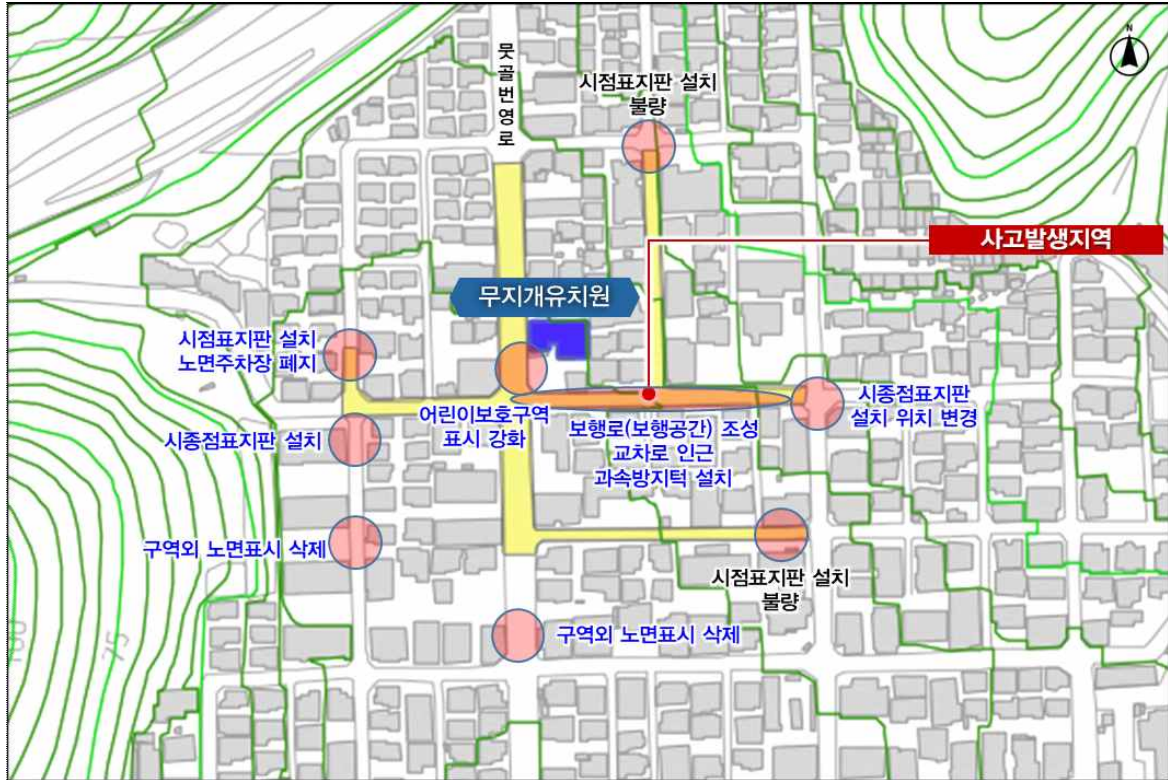 N
뭇골번영로
시점표지판 설치
불량
사고발생지역
무지개유치원
시점표지판 설치
노면주차장 폐지
어린이보호구역
표시 강화
시종점표지판
설치 위치 변경
시종점표지판 설치
보행로(보행공간) 조성
교차로 인근
과속방지턱 설치
구역외 노면표시 삭제
시점표지판 설치
불량
구역외 노면표시 삭제
100
75